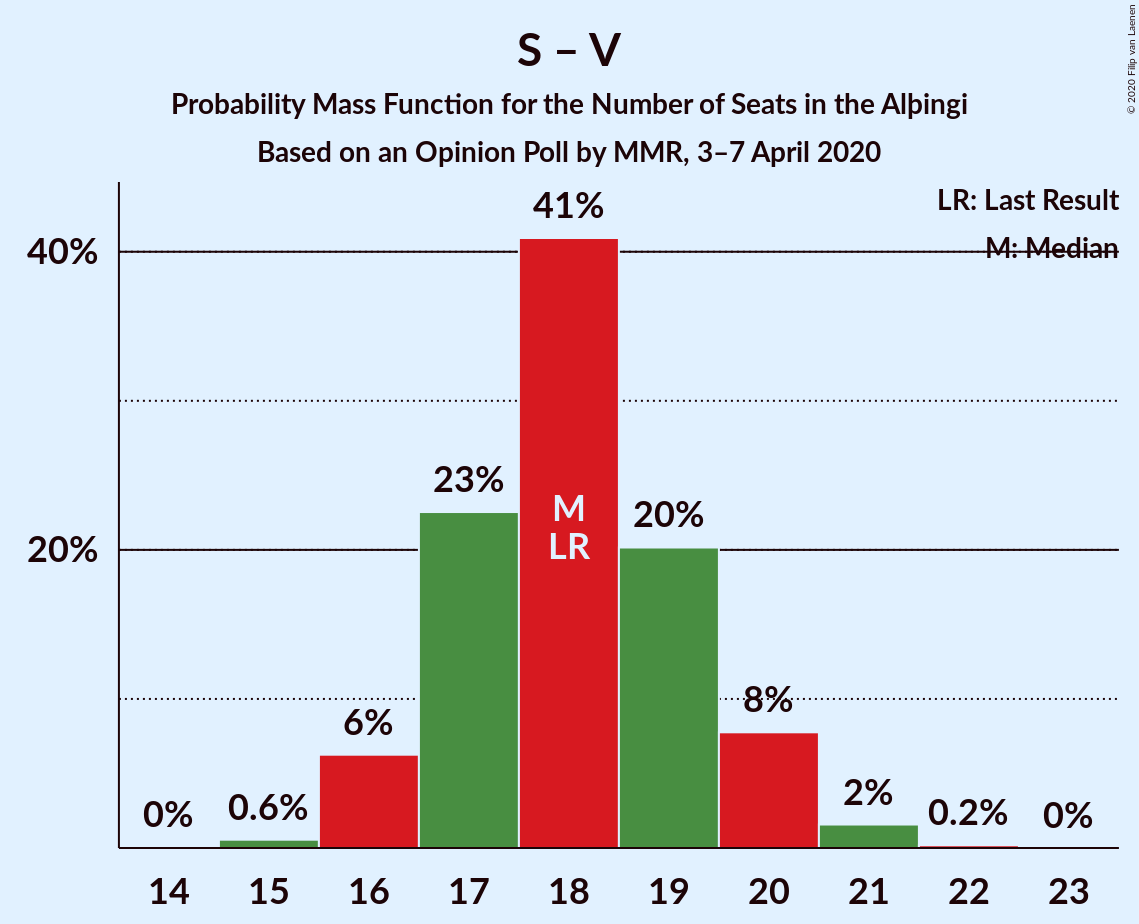 S – V
Probability Mass Function for the Number of Seats in the Alþingi
Based on an Opinion Poll by MMR, 3–7 April 2020
© 2020 Filip van Laenen
LR: Last Result
M: Median
40%
20%
0%
0.6%
6%
23%
41%
M
LR
20%
8%
2%
0.2%
0%
14 15 16 17 18 19 20 21 22 23